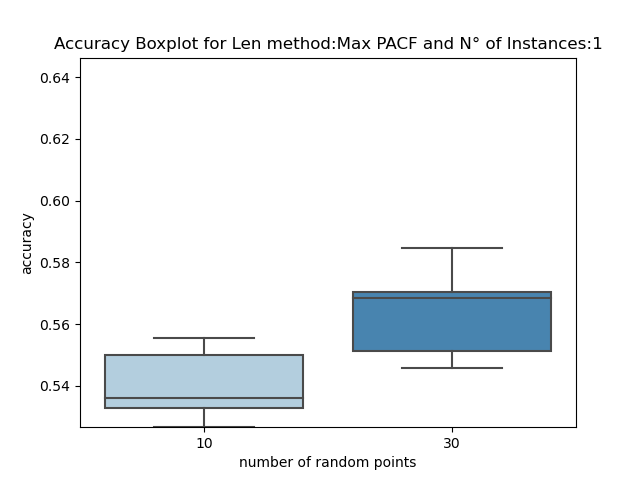 Accuracy Boxplot for Len method:Max PACF and N° of Instances:1
0.64
0.62
0.60
0.58
0.56
0.54
accuracy
10
30
number of random points